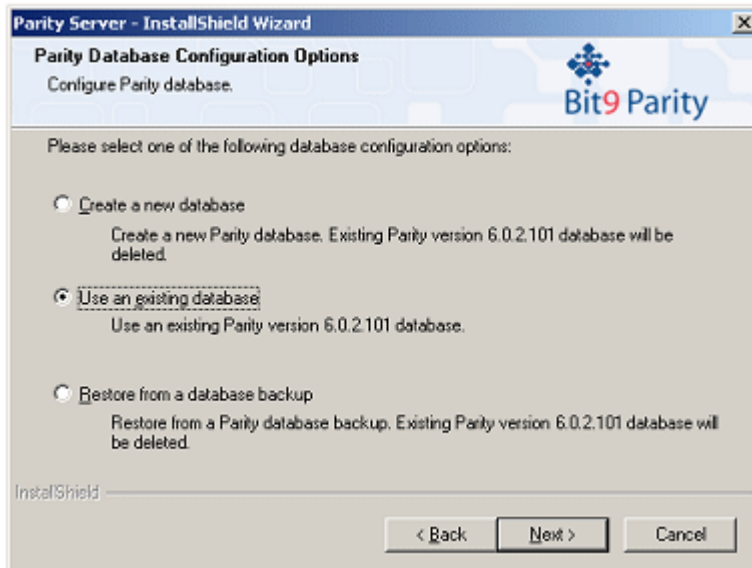 Parity Server - InstallShield Wizard
Parity Database Configuration Options
Configure Parity database.
Bit9 Parity
Please select one of the following database configuration options:
Create a new database
Create a new Parity database. Existing Parity version 6.0.2.101 database will be
deleted.
Use an existing database
Use an existing Parity version 6.0.2.101 database.
Restore from a database backup
Restore from a Parity database backup. Existing Parity version 6.0.2.101 database will
be deleted.
InstallShield
< Back Next > Cancel